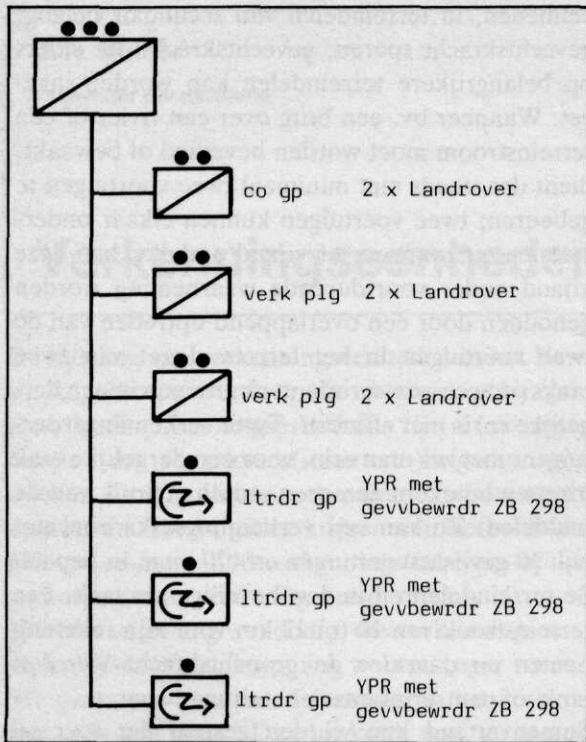 co gp 2 x Landrover
verk plg 2 x Landrover
verk plg 2 x Landrover
ltrdr gp YPR met
gevvbewrdr ZB 298
ltrdr gp YPR met
gevvbewrdr ZB 298
ltrdr gp YPR met
gevvbewrdr ZB 298